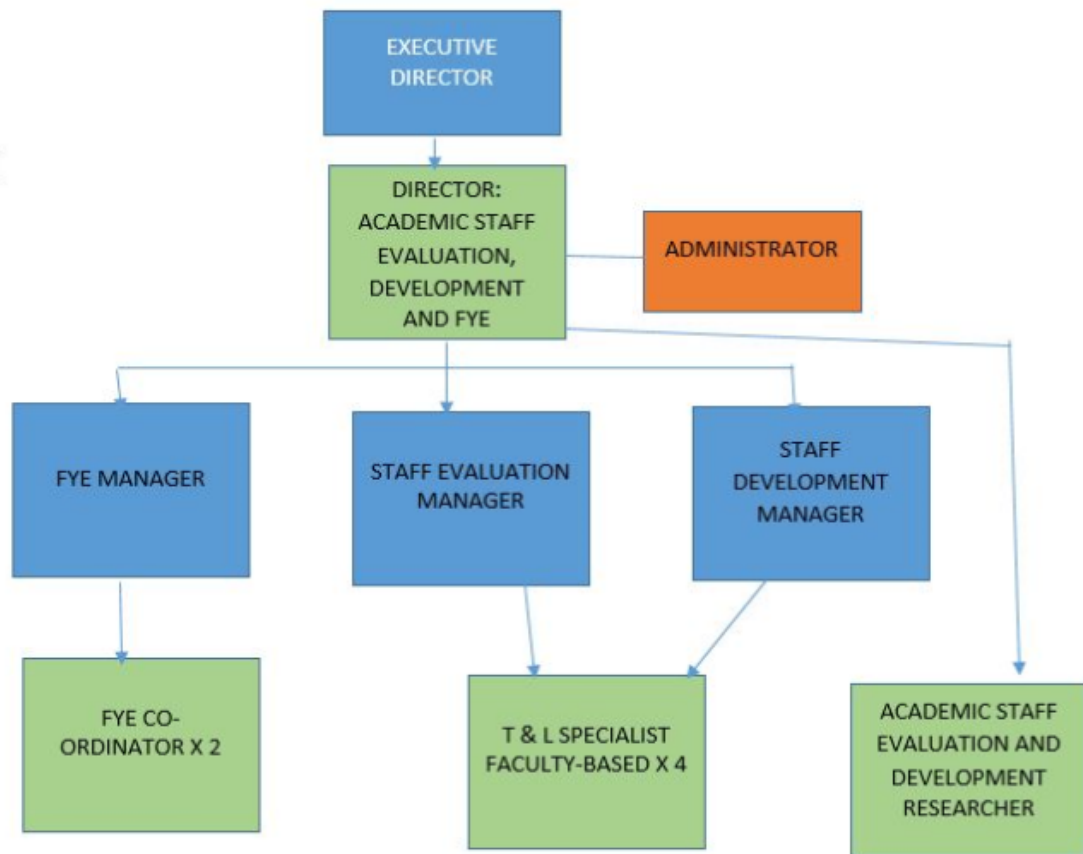 EXECUTIVE
DIRECTOR
DIRECTOR:
ACADEMIC STAFF
EVALUATION,
DEVELOPMENT
AND FYE
ADMINISTRATOR
FYE MANAGER
STAFF EVALUATION
MANAGER
STAFF
DEVELOPMENT
MANAGER
FYE CO-
ORDINATOR X 2
T & L SPECIALIST
FACULTY-BASED X 4
ACADEMIC STAFF
EVALUATION AND
DEVELOPMENT
RESEARCHER